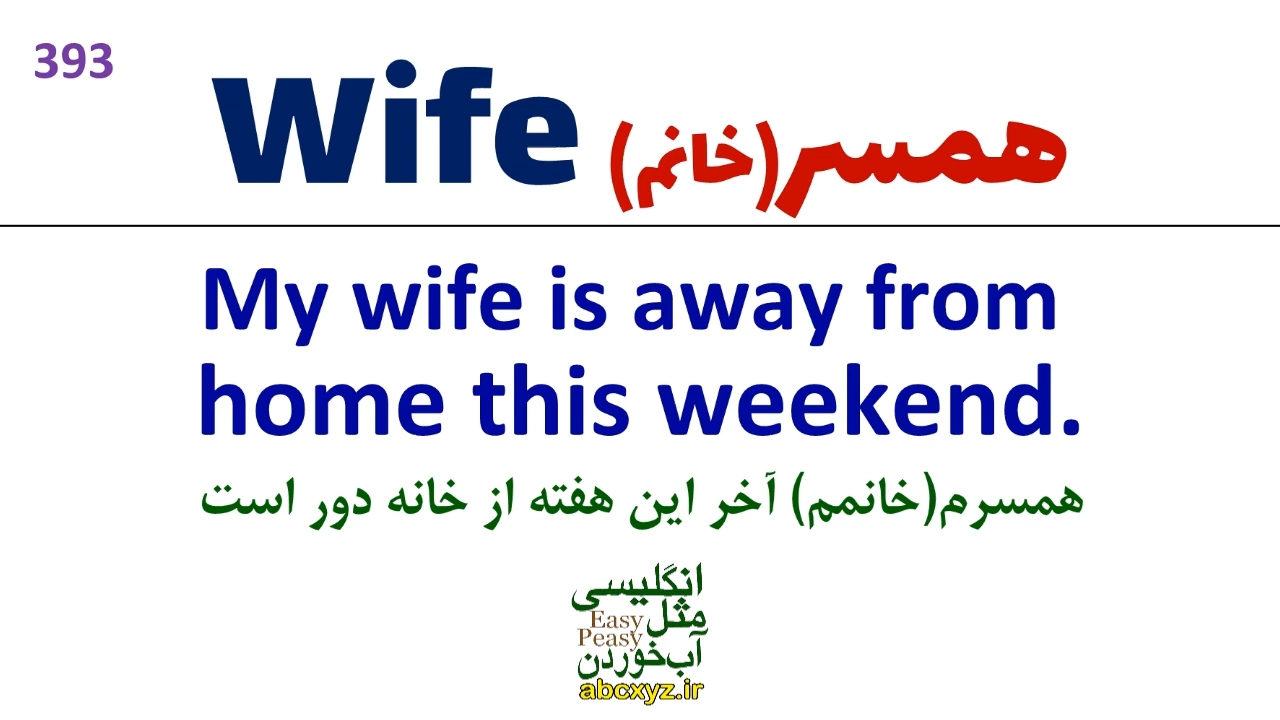 393
Wife همسر(خانم)
My wife is away from
home this weekend.
همسرم(خانمم) آخر این هفته از خانه دور است
انگلیسی
مثل Easy
Peasy
آب‌خوردن
abcxyz.ir